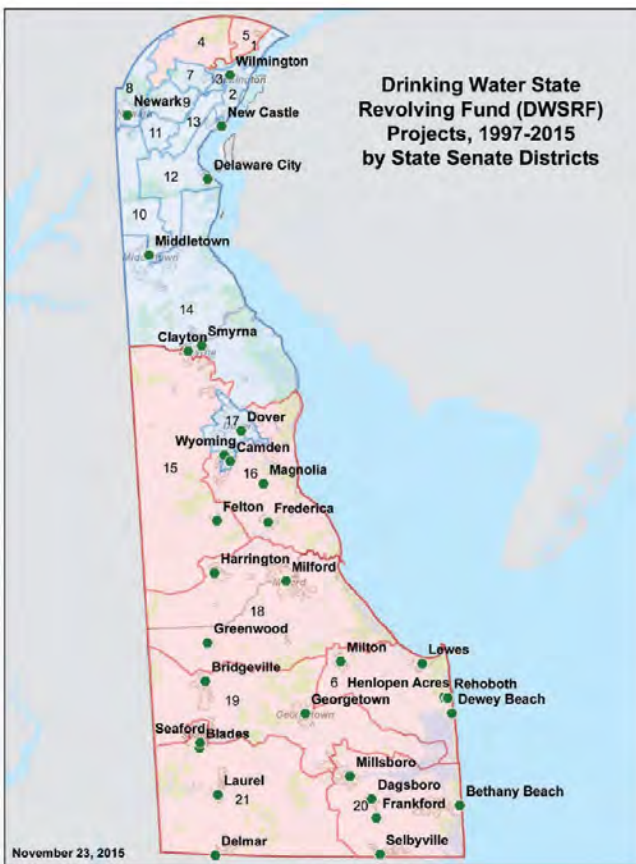 Drinking Water State
Revolving Fund (DWSRF)
Projects, 1997-2015
by State Senate Districts
5
4
1
Wilmington
7
3
8
2
Newark
9
13
New Castle
11
12
Delaware City
10
Middletown
Middletown
14
Clayton
Smyrna
17
Dover
Wyoming
Camden
15
16
Magnolia
Felton
Frederica
Harrington
Milford
18
Greenwood
Milton
Lewes
Bridgeville
6
Henlopen Acres
Rehoboth
19
Georgetown
Georgetown
Dewey Beach
Seaford
Blades
Millsboro
Laurel
21
Dagsboro
20
Frankford
Bethany Beach
Delmar
Selbyville
November 23, 2015